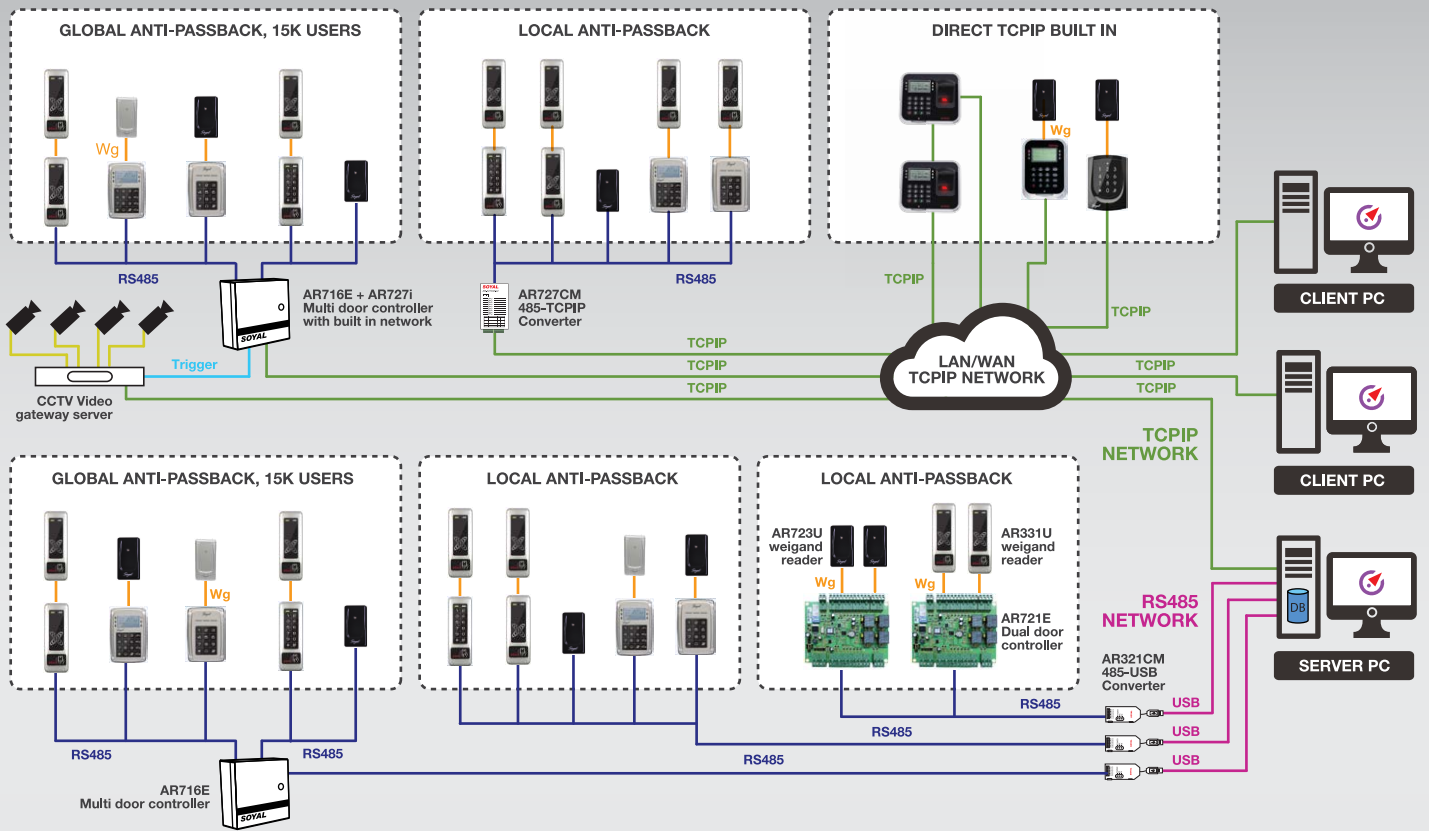 GLOBAL ANTI-PASSBACK, 15K USERS
LOCAL ANTI-PASSBACK
DIRECT TCPIP BUILT IN
Wg
Wg
RS485
RS485
AR716E + AR727i
Multi door controller
with built in network
SOYAL
SOYAL
AR727CM
485-TCPIP
Converter
TCPIP
TCPIP
Trigger
CCTV Video
gateway server
TCPIP
TCPIP
TCPIP
LAN/WAN
TCPIP NETWORK
TCPIP
TCPIP
CLIENT PC
CLIENT PC
TCPIP
NETWORK
GLOBAL ANTI-PASSBACK, 15K USERS
LOCAL ANTI-PASSBACK
LOCAL ANTI-PASSBACK
Wg
AR723U
weigand
reader
AR331U
weigand
reader
Wg
Wg
AR721E
Dual door
controller
RS485
NETWORK
DB
SERVER PC
AR321CM
485-USB
Converter
RS485
RS485
RS485
RS485
RS485
USB
USB
USB
AR716E
Multi door controller
SOYAL